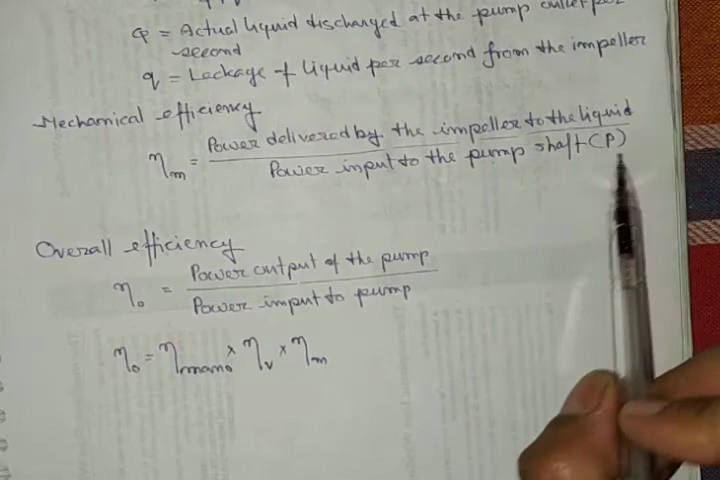 Q = Actual liquid discharged at the pump outlet per
second
q = Leckage of liquid per second from the impeller
Mechanical efficiency
ηm = Power delivered by the impeller to the liquid
Power input to the pump shaft (P)
Overall efficiency
ηo = Power output of the pump
Power input to pump
ηo = ηmano × ηv × ηm